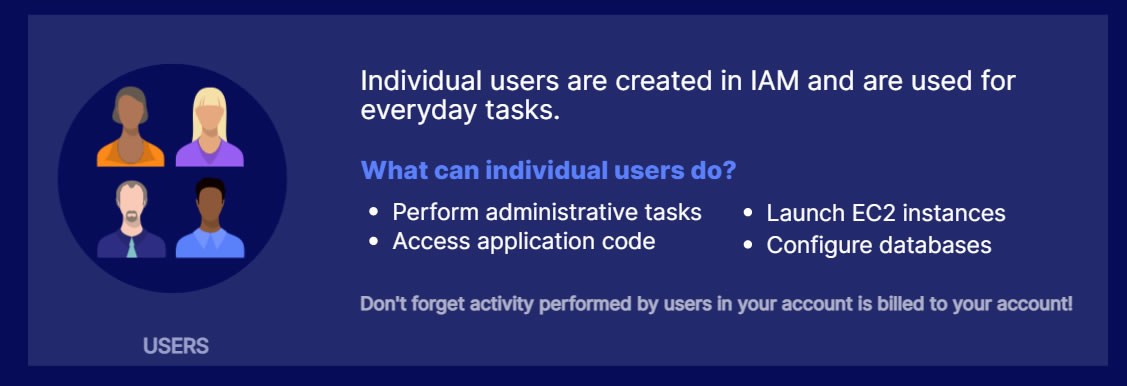 Individual users are created in IAM and are used for
everyday tasks.
What can individual users do?
• Perform administrative tasks
• Access application code
• Launch EC2 instances
• Configure databases
Don't forget activity performed by users in your account is billed to your account!
USERS